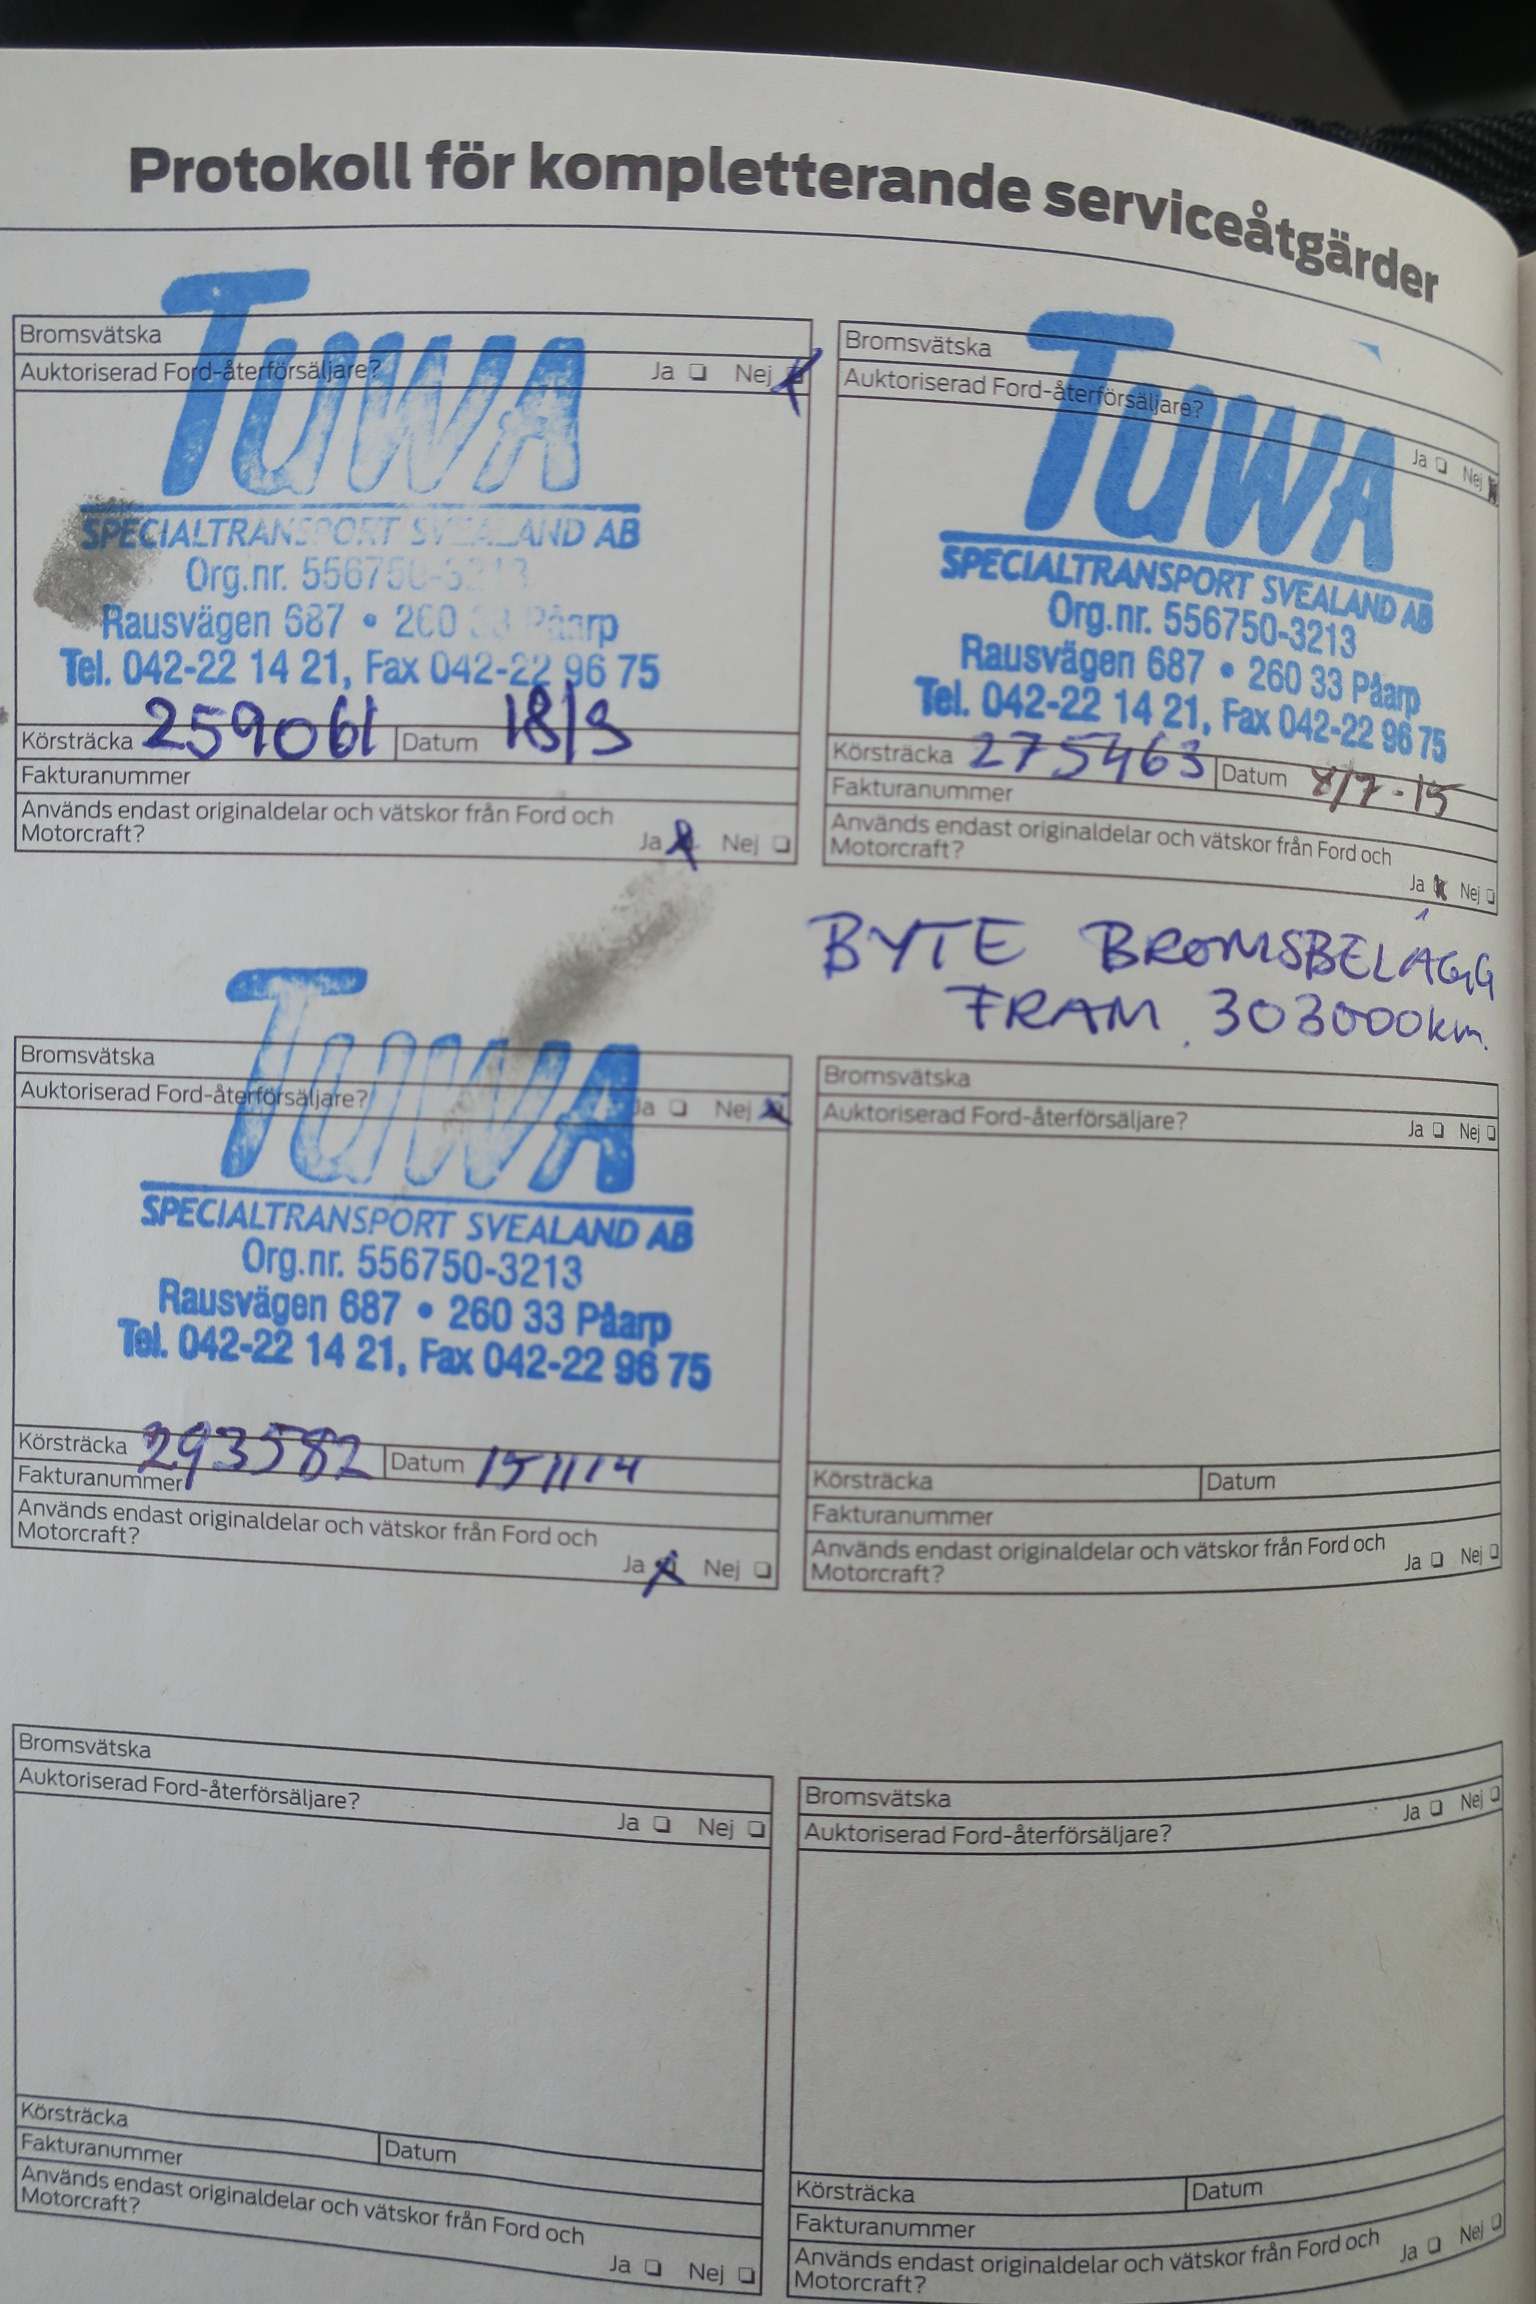 Protokoll för kompletterande serviceåtgärder
Bromsvätska
Auktoriserad Ford-återförsäljare? Ja Nej
TUWA
SPECIALTRANSPORT SVEALAND AB
Org.nr. 556750-3213
Rausvägen 687 • 260 33 Påarp
Tel. 042-22 14 21, Fax 042-22 96 75
Körsträcka 259061 Datum 18/3
Fakturanummer
Används endast originaldelar och vätskor från Ford och
Motorcraft? Ja Nej
Bromsvätska
Auktoriserad Ford-återförsäljare? Ja Nej
TUWA
SPECIALTRANSPORT SVEALAND AB
Org.nr. 556750-3213
Rausvägen 687 • 260 33 Påarp
Tel. 042-22 14 21, Fax 042-22 96 75
Körsträcka 275463 Datum 8/7-15
Fakturanummer
Används endast originaldelar och vätskor från Ford och
Motorcraft? Ja Nej
BYTE BROMSBELÄGG
FRAM. 303000km.
Bromsvätska
Auktoriserad Ford-återförsäljare? Ja Nej
TUWA
SPECIALTRANSPORT SVEALAND AB
Org.nr. 556750-3213
Rausvägen 687 • 260 33 Påarp
Tel. 042-22 14 21, Fax 042-22 96 75
Körsträcka 293582 Datum 151114
Fakturanummer
Används endast originaldelar och vätskor från Ford och
Motorcraft? Ja Nej
Bromsvätska
Auktoriserad Ford-återförsäljare? Ja Nej
Körsträcka Datum
Fakturanummer
Används endast originaldelar och vätskor från Ford och
Motorcraft? Ja Nej
Bromsvätska
Auktoriserad Ford-återförsäljare? Ja Nej
Körsträcka Datum
Fakturanummer
Används endast originaldelar och vätskor från Ford och
Motorcraft? Ja Nej
Bromsvätska
Auktoriserad Ford-återförsäljare? Ja Nej
Körsträcka Datum
Fakturanummer
Används endast originaldelar och vätskor från Ford och
Motorcraft? Ja Nej